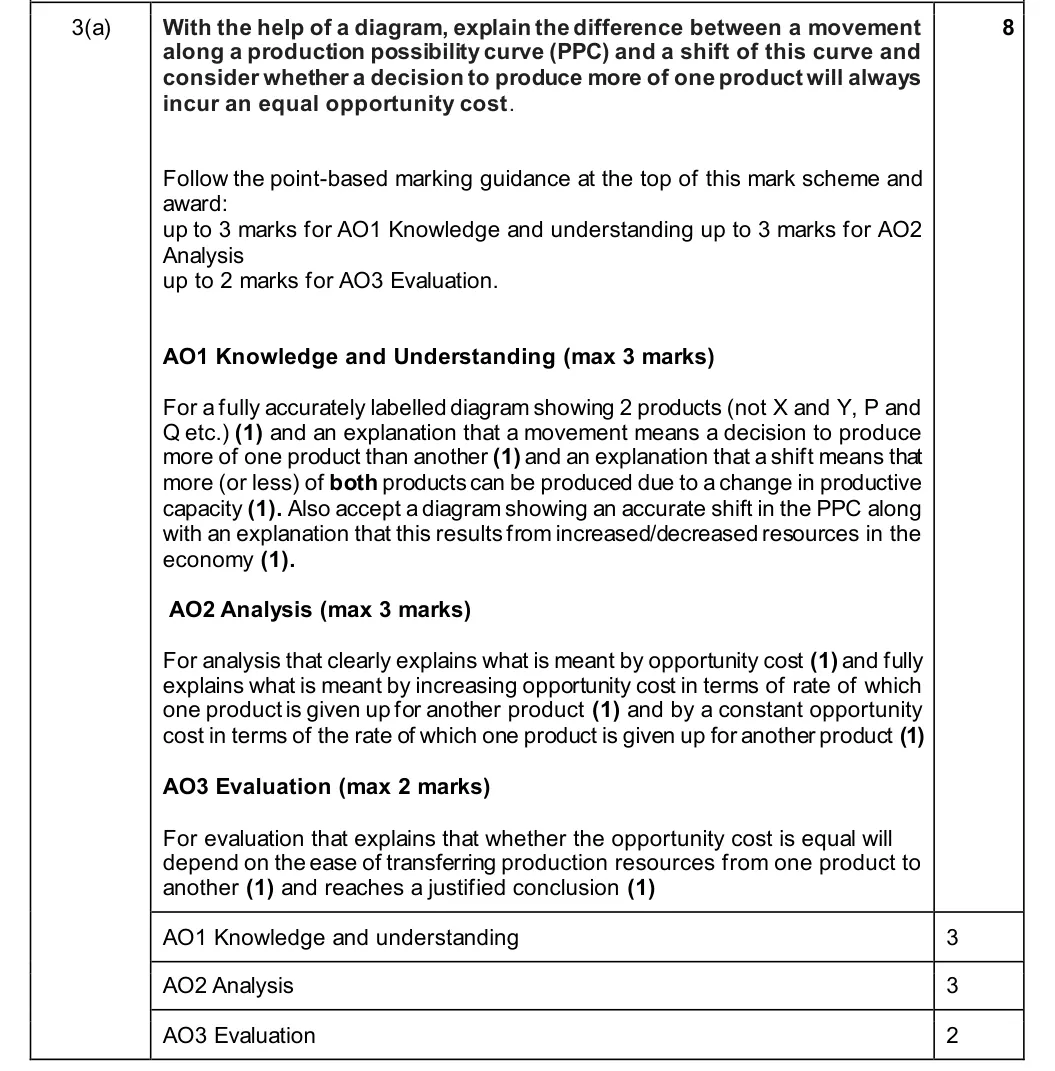 3(a)
With the help of a diagram, explain the difference between a movement
along a production possibility curve (PPC) and a shift of this curve and
consider whether a decision to produce more of one product will always
incur an equal opportunity cost.
8
Follow the point-based marking guidance at the top of this mark scheme and
award:
up to 3 marks for AO1 Knowledge and understanding up to 3 marks for AO2
Analysis
up to 2 marks for AO3 Evaluation.
AO1 Knowledge and Understanding (max 3 marks)
For a fully accurately labelled diagram showing 2 products (not X and Y, P and
Q etc.) (1) and an explanation that a movement means a decision to produce
more of one product than another (1) and an explanation that a shift means that
more (or less) of both products can be produced due to a change in productive
capacity (1). Also accept a diagram showing an accurate shift in the PPC along
with an explanation that this results from increased/decreased resources in the
economy (1).
AO2 Analysis (max 3 marks)
For analysis that clearly explains what is meant by opportunity cost (1) and fully
explains what is meant by increasing opportunity cost in terms of rate of which
one product is given up for another product (1) and by a constant opportunity
cost in terms of the rate of which one product is given up for another product (1)
AO3 Evaluation (max 2 marks)
For evaluation that explains that whether the opportunity cost is equal will
depend on the ease of transferring production resources from one product to
another (1) and reaches a justified conclusion (1)
AO1 Knowledge and understanding 3
AO2 Analysis 3
AO3 Evaluation 2